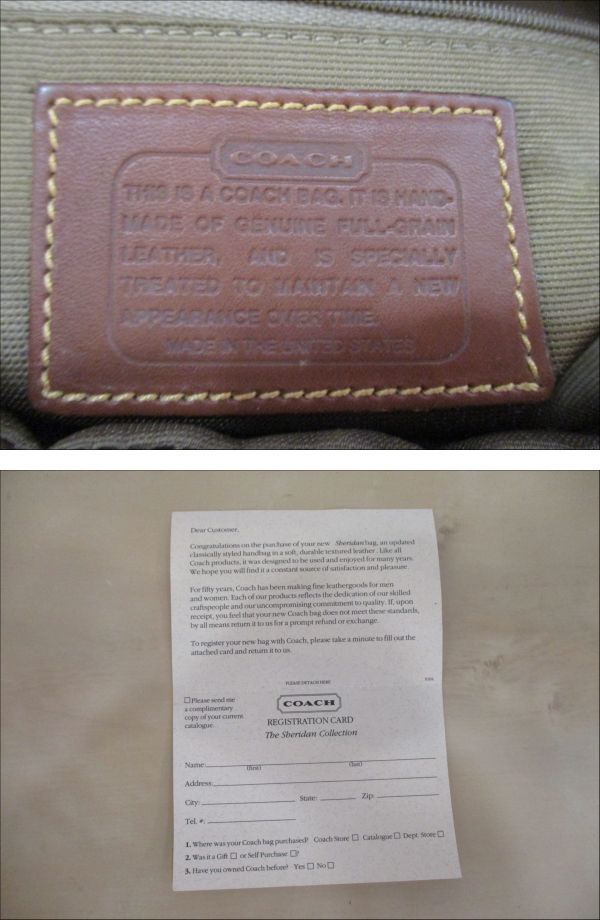 COACH
THIS IS A COACH BAG. IT IS HAND-
MADE OF GENUINE FULL-GRAIN
LEATHER, AND IS SPECIALLY
TREATED TO MAINTAIN A NEW
APPEARANCE OVER TIME.
MADE IN THE UNITED STATES
Dear Customer,
Congratulations on the purchase of your new Sheridan bag, an updated
classically styled handbag in a soft, durable textured leather. Like all
Coach products, it was designed to be used and enjoyed for many years.
We hope you will find it a constant source of satisfaction and pleasure.
For fifty years, Coach has been making fine leathergoods for men
and women. Each of our products reflects the dedication of our skilled
craftspeople and our uncompromising commitment to quality. If, upon
receipt, you feel that your new Coach bag does not meet these standards,
by all means return it to us for a prompt refund or exchange.
To register your new bag with Coach, please take a minute to fill out the
attached card and return it to us.
PLEASE DETACH HERE
☐ Please send me
a complimentary
copy of your current
catalogue.
COACH
REGISTRATION CARD
The Sheridan Collection
Name:
(first) (last)
Address:
City: State: Zip:
Tel. #:
1. Where was your Coach bag purchased? Coach Store ☐ Catalogue ☐ Dept. Store ☐
2. Was it a Gift ☐ or Self Purchase ☐?
3. Have you owned Coach before? Yes ☐ No ☐